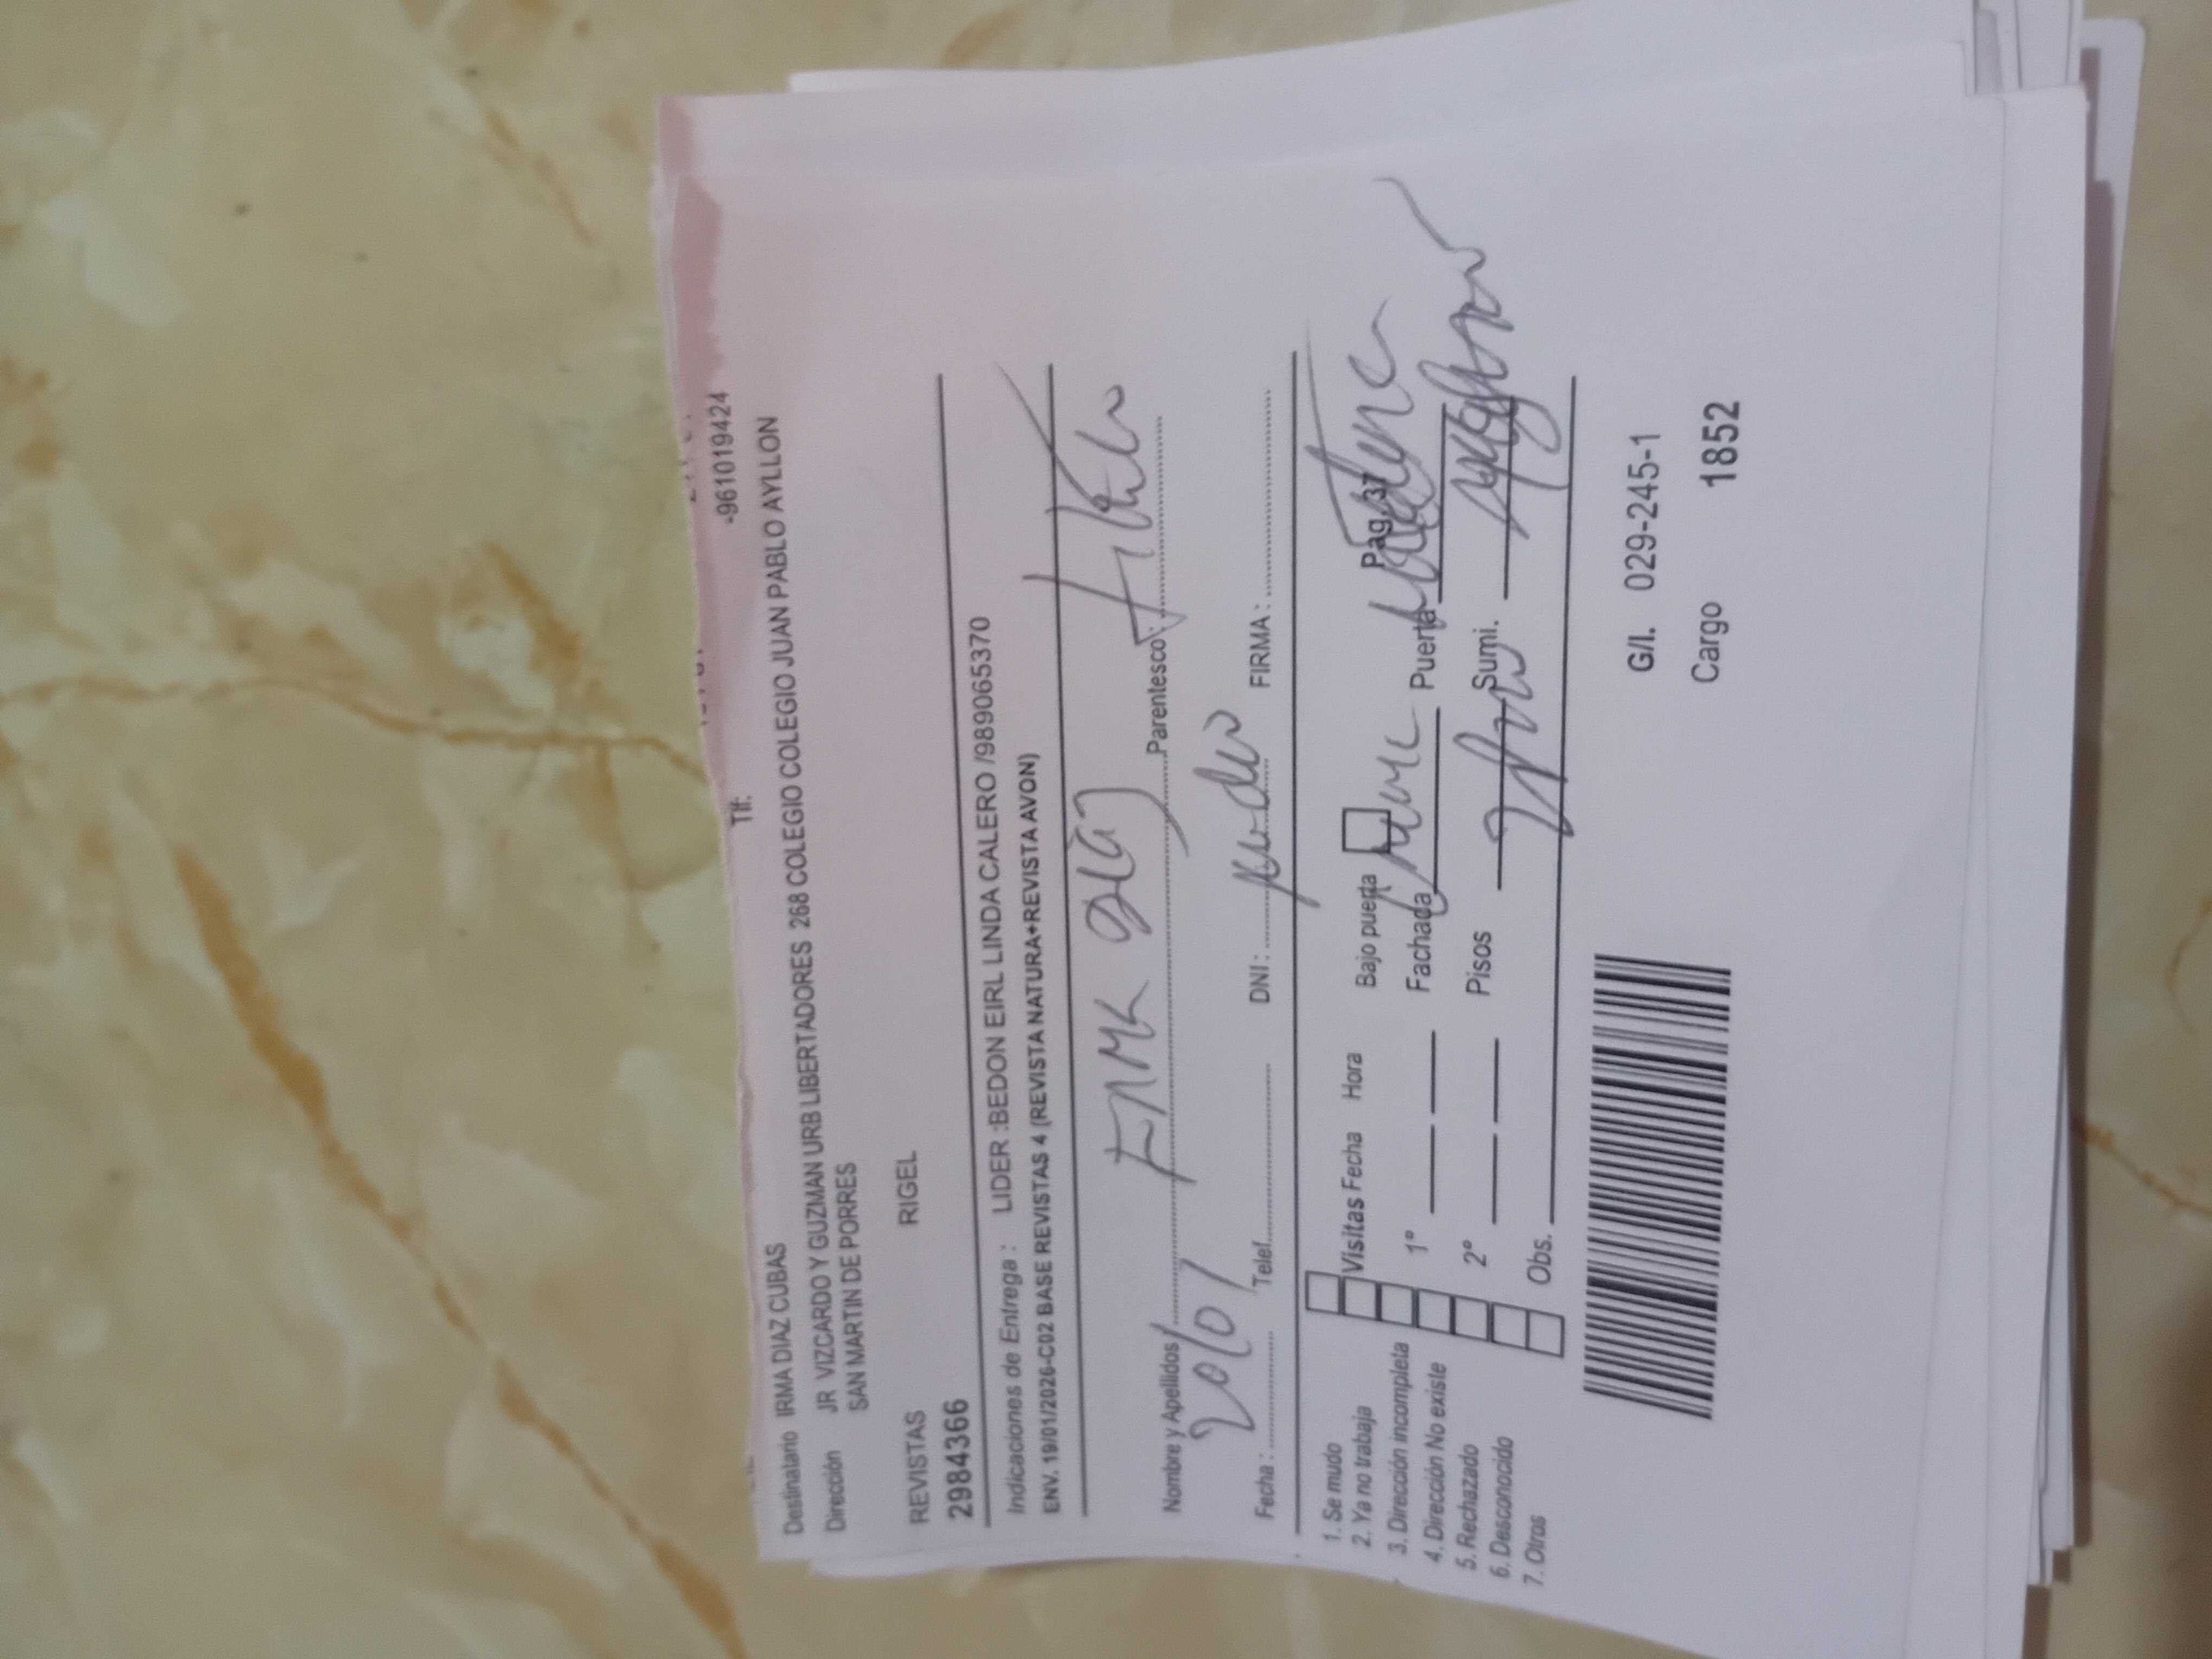 Tlf: -961019424
Destinatario IRMA DIAZ CUBAS
Dirección JR VIZCARDO Y GUZMAN URB LIBERTADORES 268 COLEGIO COLEGIO JUAN PABLO AYLLON
SAN MARTIN DE PORRES
REVISTAS RIGEL
2984366
Indicaciones de Entrega : LIDER :BEDON EIRL LINDA CALERO /989065370
ENV. 19/01/2026-C02 BASE REVISTAS 4 (REVISTA NATURA+REVISTA AVON)
Nombre y Apellidos Parentesco :
Fecha : 20/01 Telef. DNI : FIRMA :
1. Se mudo
2. Ya no trabaja
3. Dirección incompleta
4. Dirección No existe
5. Rechazado
6. Desconocido
7. Otros
Visitas Fecha Hora Bajo puerta Pag. 37
1° Fachada Puerta
2° Pisos Sumi.
Obs.
G/I. 029-245-1
Cargo 1852